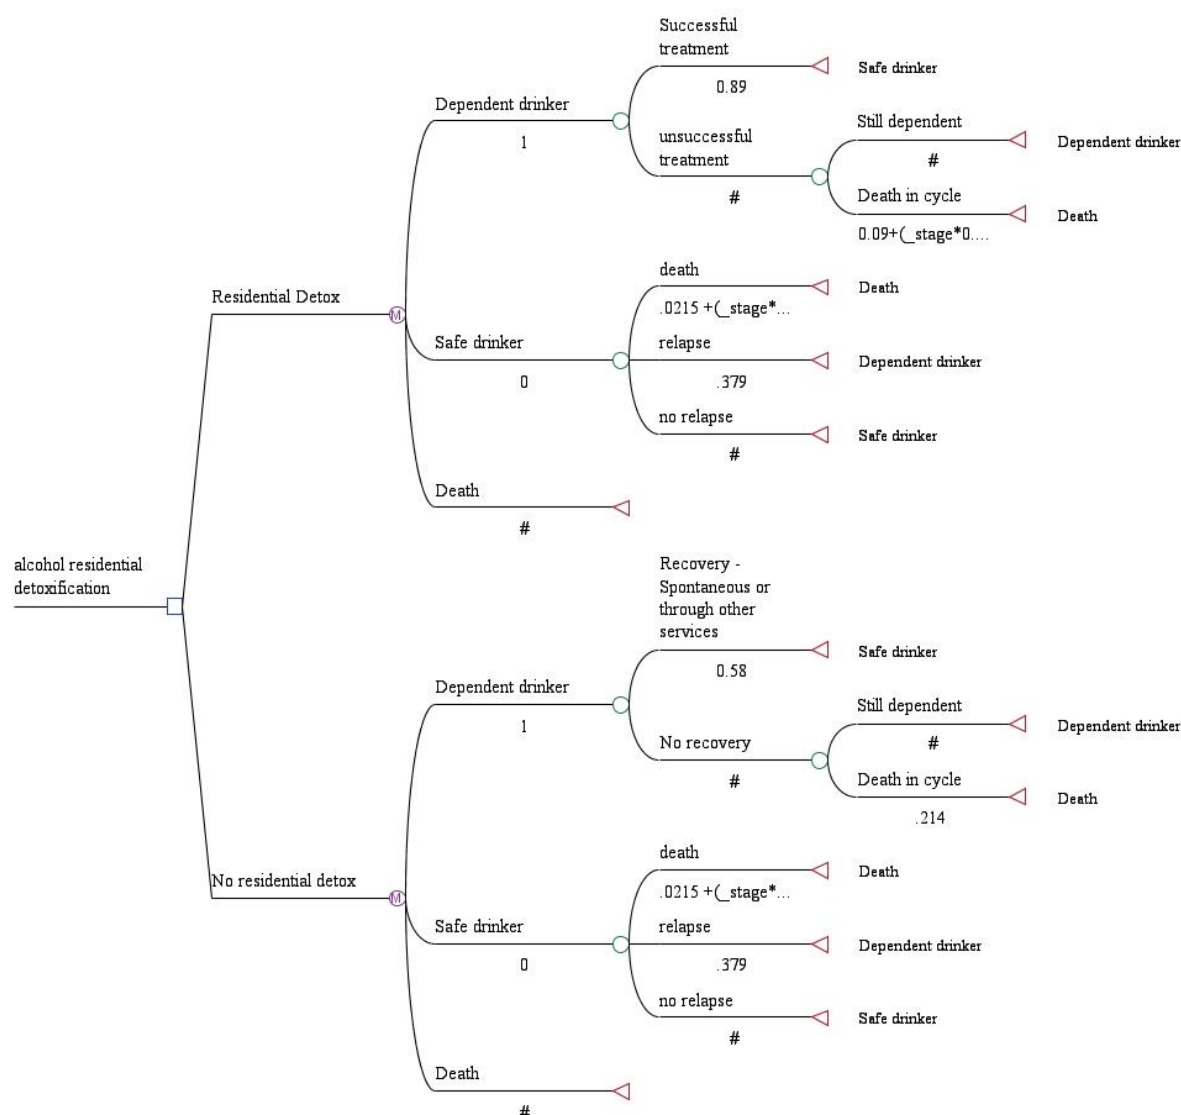 Successful
treatment
0.89
Safe drinker
Dependent drinker
1
unsuccessful
treatment
#
Still dependent
#
Dependent drinker
Death in cycle
0.09+(_stage*0....
Death
Residential Detox
M
death
.0215 +(_stage*...
Death
Safe drinker
0
relapse
.379
Dependent drinker
no relapse
#
Safe drinker
Death
#
alcohol residential
detoxification
Recovery -
Spontaneous or
through other
services
0.58
Safe drinker
Dependent drinker
1
No recovery
#
Still dependent
#
Dependent drinker
Death in cycle
.214
Death
No residential detox
M
death
.0215 +(_stage*...
Death
Safe drinker
0
relapse
.379
Dependent drinker
no relapse
#
Safe drinker
Death
#